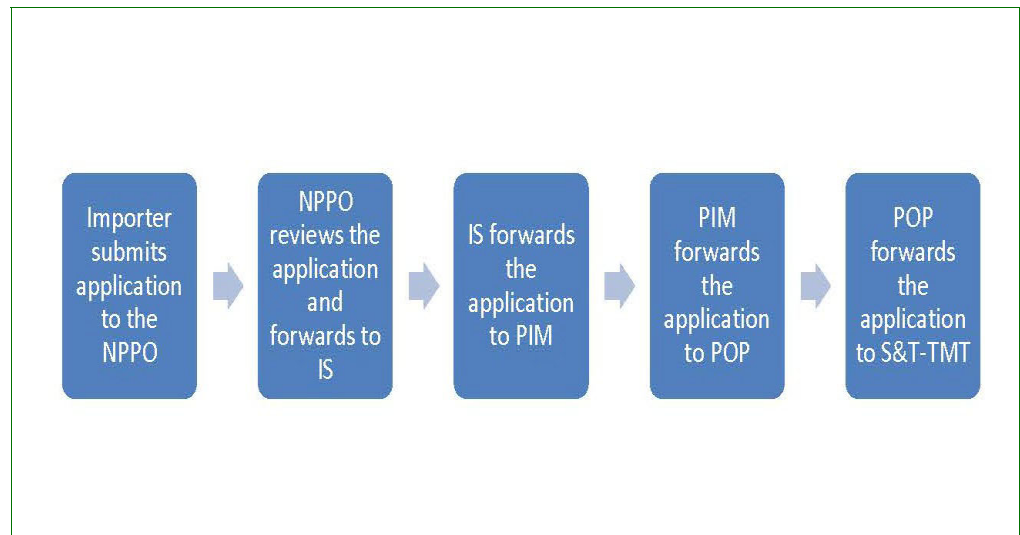 Importer
submits
application
to the
NPPO
NPPO
reviews the
application
and
forwards to
IS
IS forwards
the
application
to PIM
PIM
forwards
the
application
to POP
POP
forwards
the
application
to S&T-TMT